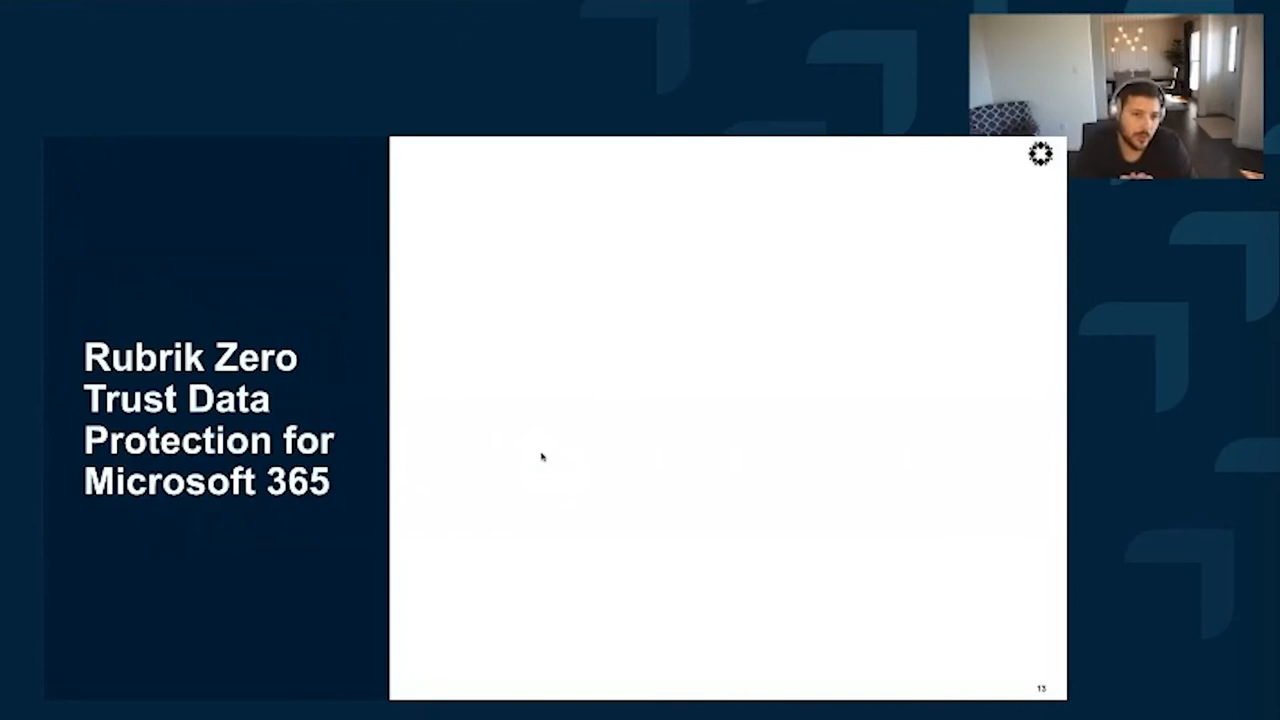 Rubrik Zero
Trust Data
Protection for
Microsoft 365
13